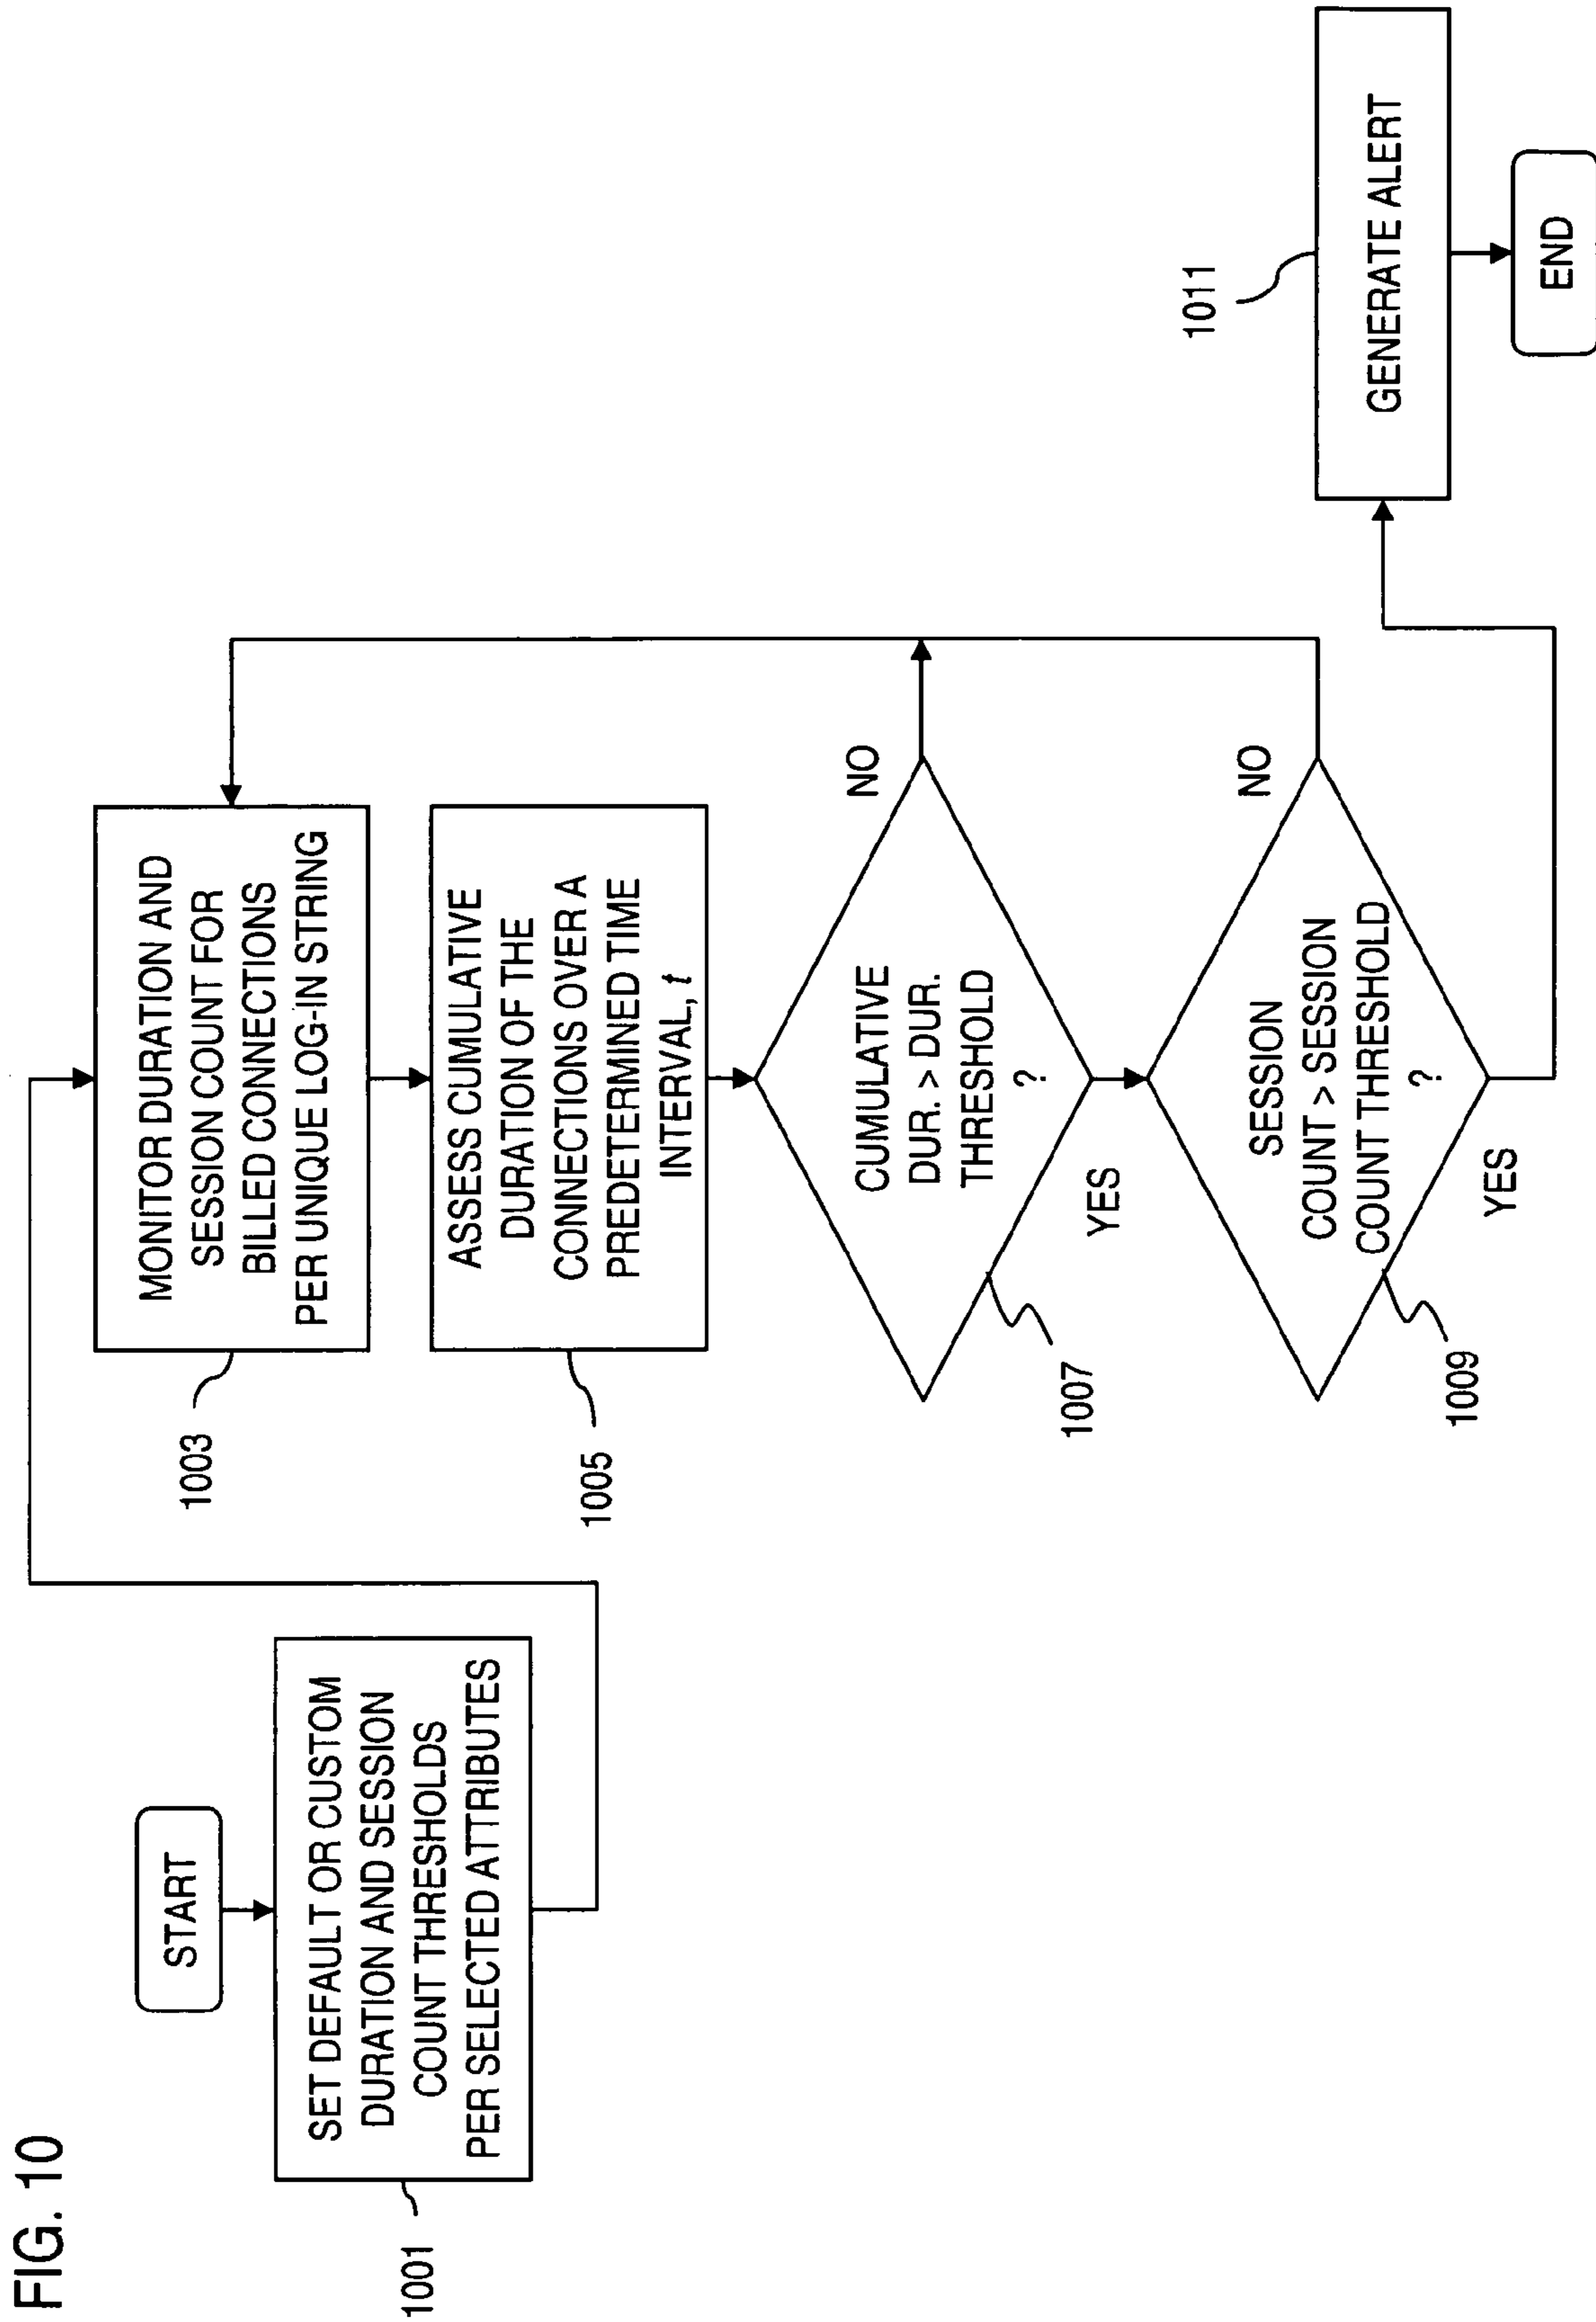 FIG. 10
START
SET DEFAULT OR CUSTOM
DURATION AND SESSION
COUNT THRESHOLDS
PER SELECTED ATTRIBUTES
1001
MONITOR DURATION AND
SESSION COUNT FOR
BILLED CONNECTIONS
PER UNIQUE LOG-IN STRING
1003
ASSESS CUMULATIVE
DURATION OF THE
CONNECTIONS OVER A
PREDETERMINED TIME
INTERVAL, t
1005
CUMULATIVE
DUR. > DUR.
THRESHOLD
?
NO
YES
1007
SESSION
COUNT > SESSION
COUNT THRESHOLD
?
NO
YES
1009
1011
GENERATE ALERT
END